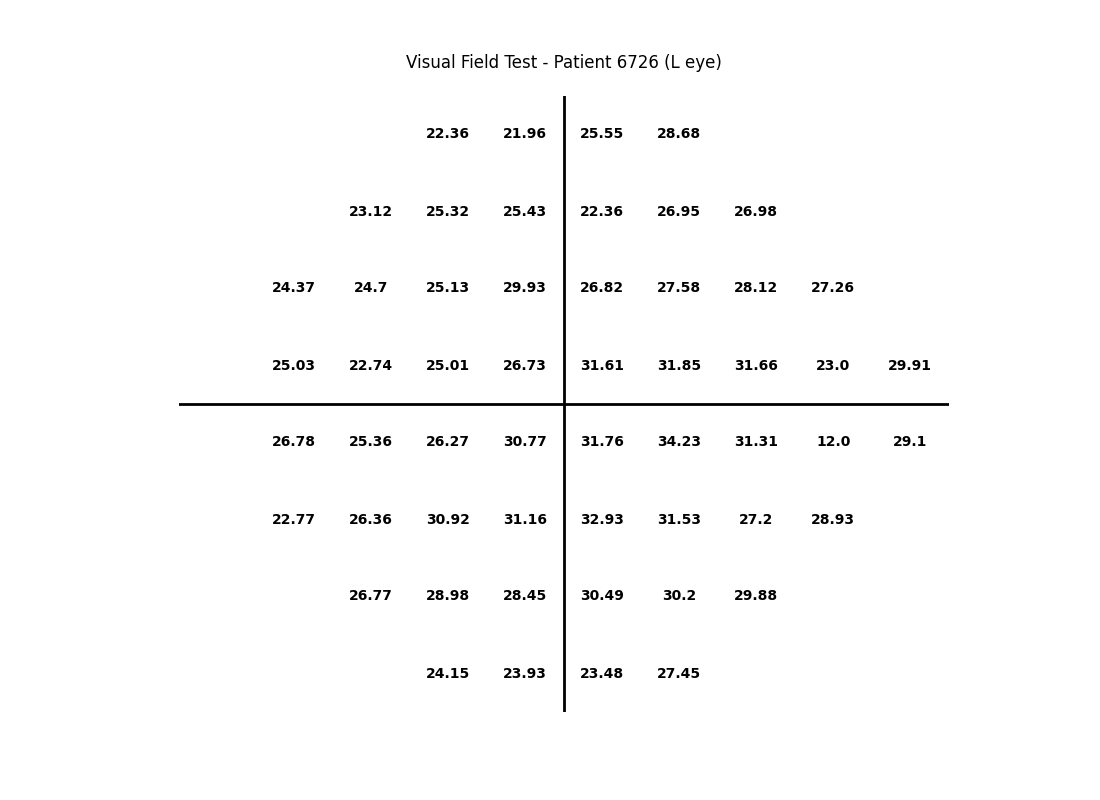 Visual Field Test - Patient 6726 (L eye)
22.36 21.96 25.55 28.68
23.12 25.32 25.43 22.36 26.95 26.98
24.37 24.7 25.13 29.93 26.82 27.58 28.12 27.26
25.03 22.74 25.01 26.73 31.61 31.85 31.66 23.0 29.91
26.78 25.36 26.27 30.77 31.76 34.23 31.31 12.0 29.1
22.77 26.36 30.92 31.16 32.93 31.53 27.2 28.93
26.77 28.98 28.45 30.49 30.2 29.88
24.15 23.93 23.48 27.45